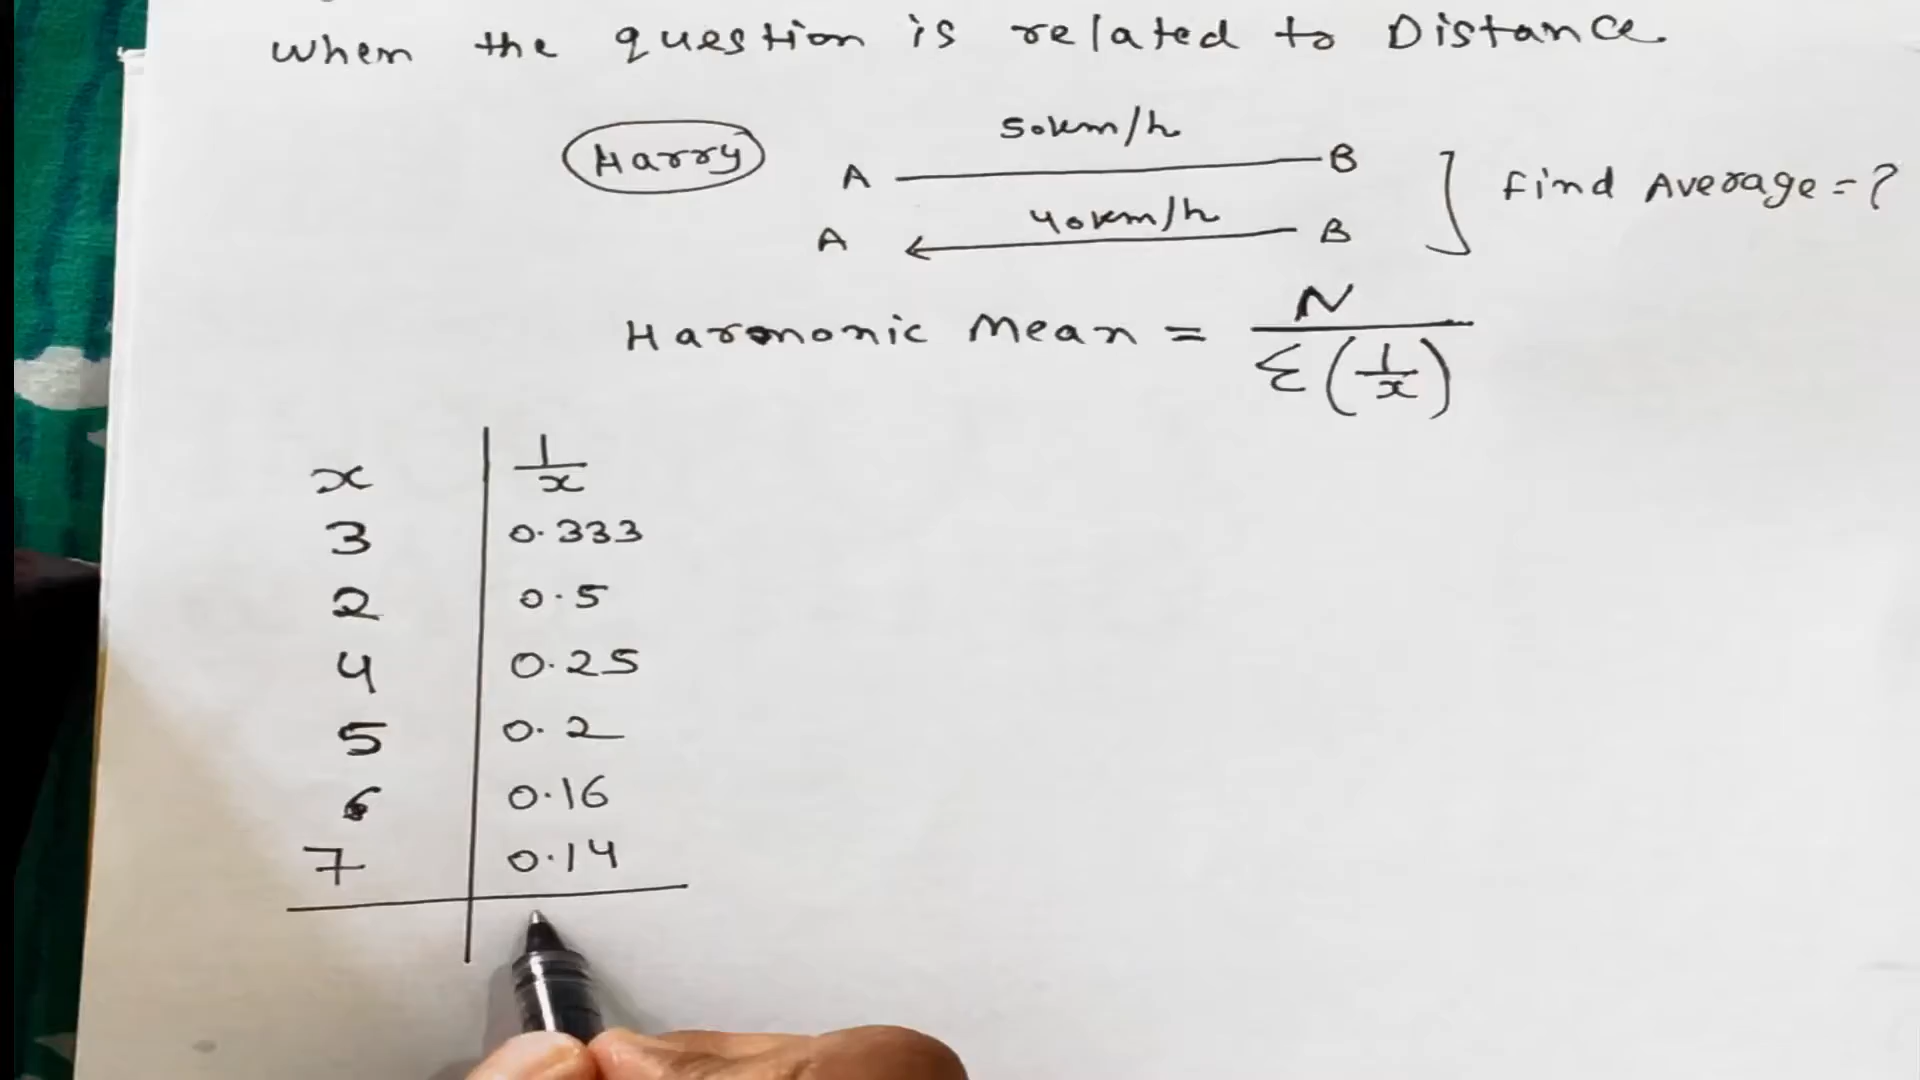 When the question is related to Distance.
Harry
A 50km/h B
A 40km/h B
Find Average = ?
Harmonic Mean = N / Σ(1/x)
x 1/x
3 0.333
2 0.5
4 0.25
5 0.2
6 0.16
7 0.14